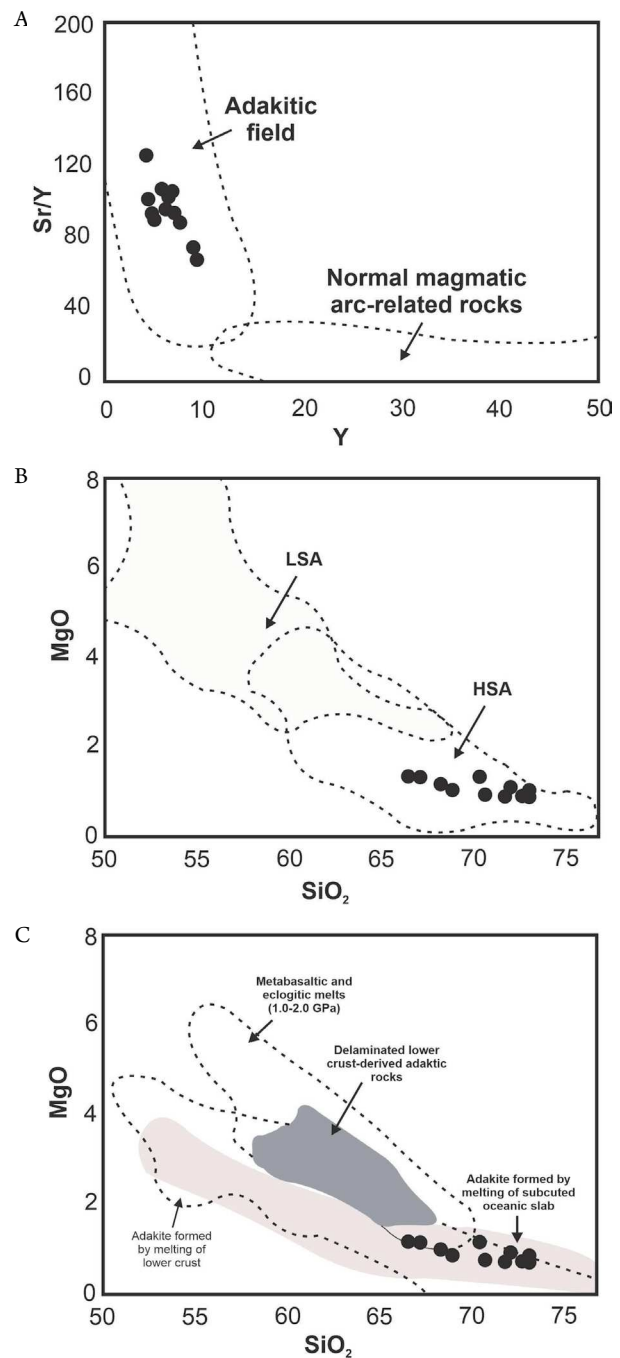 A
200
160
120
80
40
0
Sr/Y
Adakitic
field
Normal magmatic
arc-related rocks
0 10 20 30 40 50
Y
B
8
6
4
2
0
MgO
LSA
HSA
50 55 60 65 70 75
SiO2
C
8
6
4
2
0
MgO
Metabasaltic and
eclogitic melts
(1.0-2.0 GPa)
Delaminated lower
crust-derived adaktic
rocks
Adakite formed by
melting of subcuted
oceanic slab
Adakite formed
by melting of
lower crust
50 55 60 65 70 75
SiO2